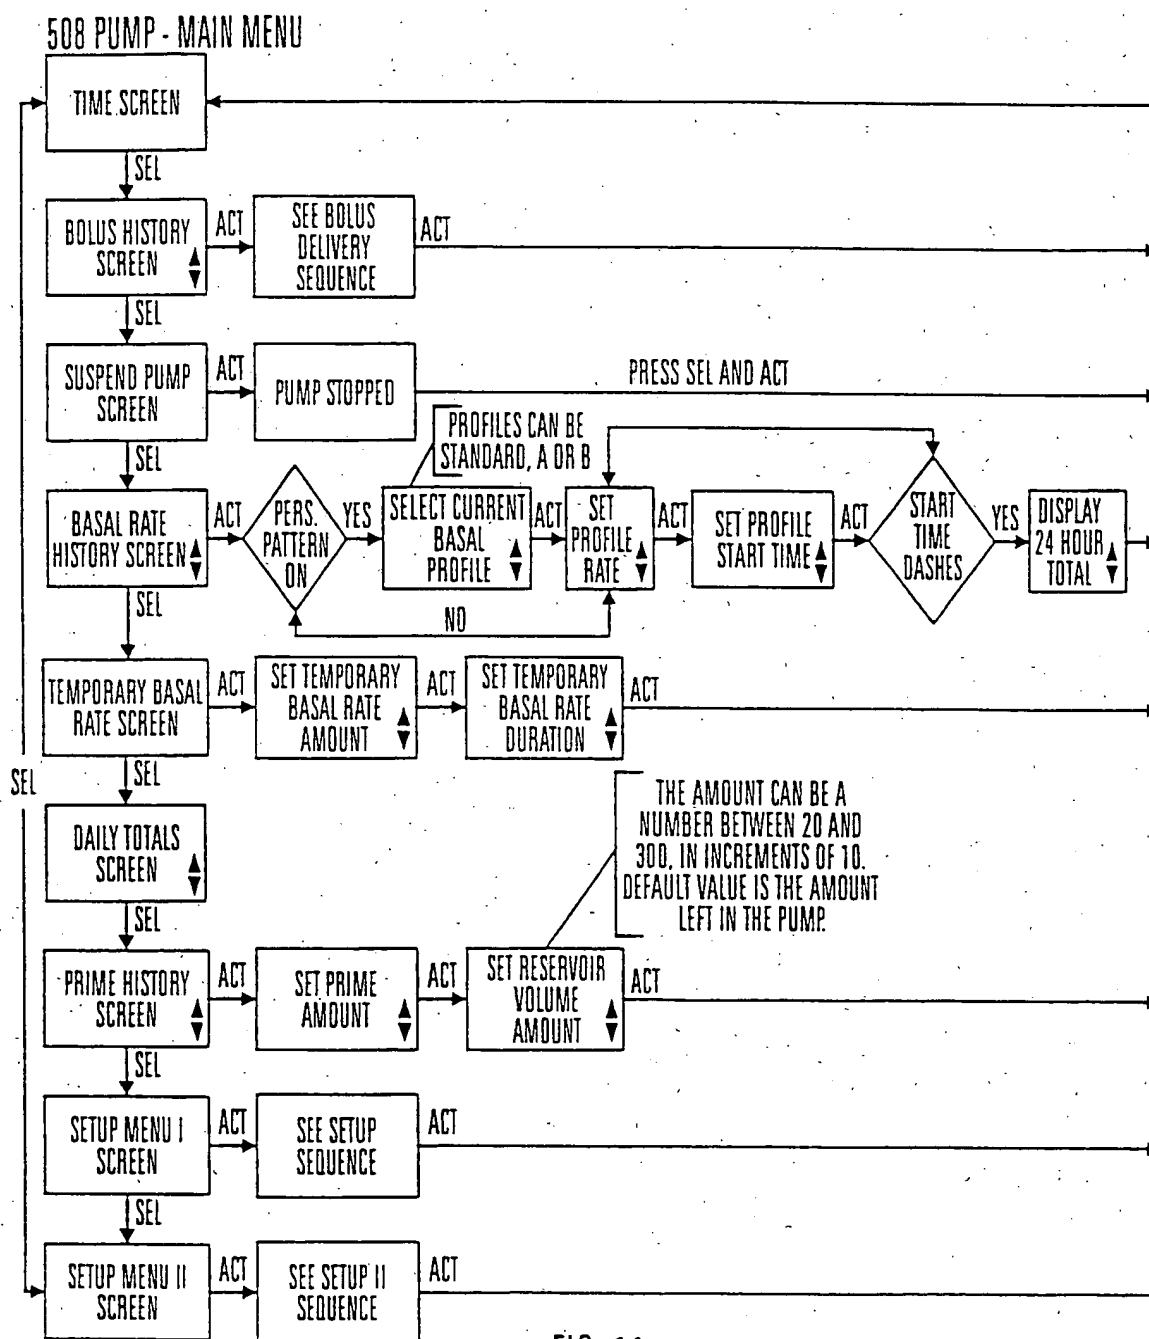 508 PUMP - MAIN MENU
TIME SCREEN
SEL
BOLUS HISTORY
SCREEN
ACT
SEE BOLUS
DELIVERY
SEQUENCE
ACT
SEL
SUSPEND PUMP
SCREEN
ACT
PUMP STOPPED
PRESS SEL AND ACT
SEL
PROFILES CAN BE
STANDARD, A OR B
BASAL RATE
HISTORY SCREEN
ACT
PERS.
PATTERN
ON
YES
SELECT CURRENT
BASAL
PROFILE
ACT
SET
PROFILE
RATE
ACT
SET PROFILE
START TIME
ACT
START
TIME
DASHES
YES
DISPLAY
24 HOUR
TOTAL
NO
SEL
TEMPORARY BASAL
RATE SCREEN
ACT
SET TEMPORARY
BASAL RATE
AMOUNT
ACT
SET TEMPORARY
BASAL RATE
DURATION
ACT
SEL
SEL
DAILY TOTALS
SCREEN
THE AMOUNT CAN BE A
NUMBER BETWEEN 20 AND
300, IN INCREMENTS OF 10.
DEFAULT VALUE IS THE AMOUNT
LEFT IN THE PUMP.
SEL
PRIME HISTORY
SCREEN
ACT
SET PRIME
AMOUNT
ACT
SET RESERVOIR
VOLUME
AMOUNT
ACT
SEL
SETUP MENU I
SCREEN
ACT
SEE SETUP
SEQUENCE
ACT
SEL
SETUP MENU II
SCREEN
ACT
SEE SETUP II
SEQUENCE
ACT